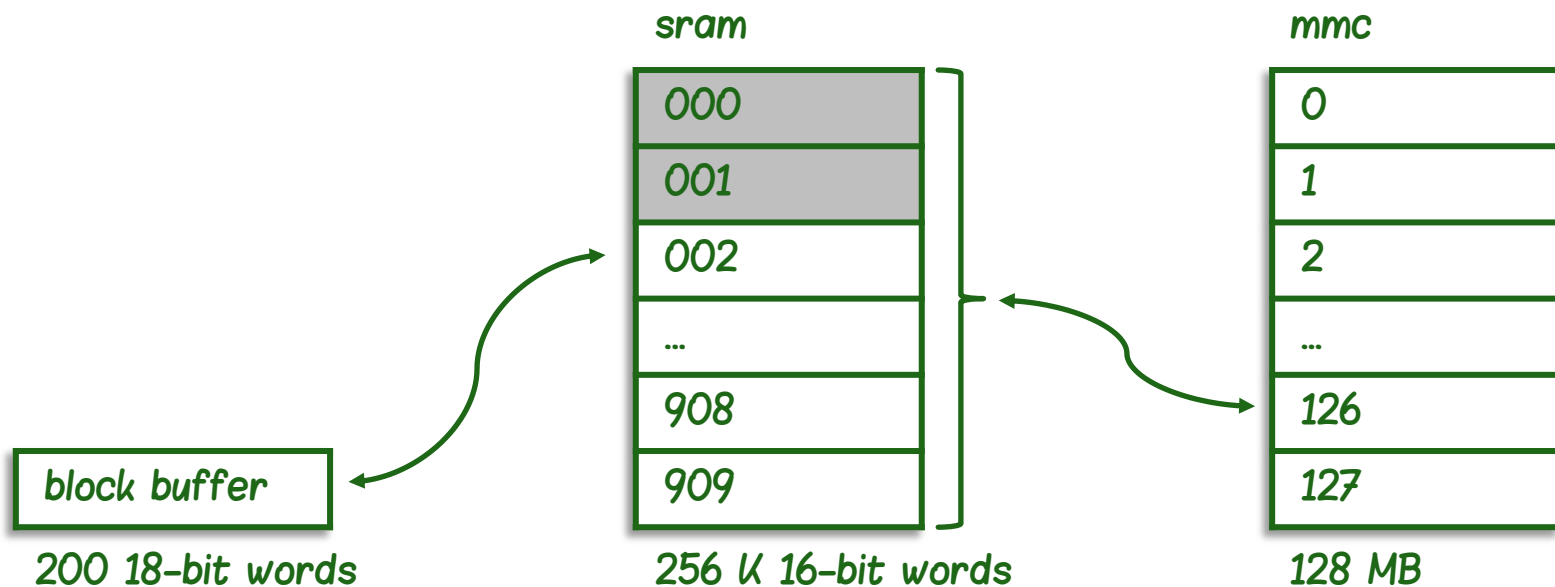 sram
000
001
002
...
908
909
256 K 16-bit words
mmc
0
1
2
...
126
127
128 MB
block buffer
200 18-bit words